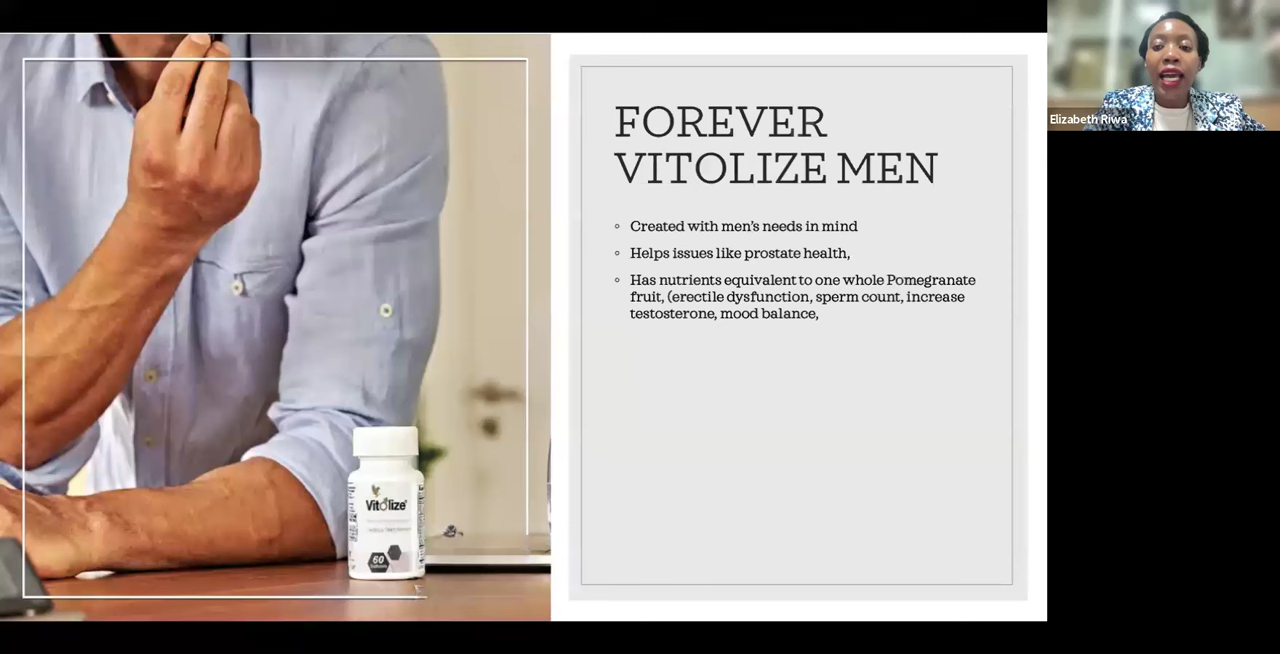 FOREVER
VITOLIZE MEN
Created with men's needs in mind
Helps issues like prostate health,
Has nutrients equivalent to one whole Pomegranate
fruit, (erectile dysfunction, sperm count, increase
testosterone, mood balance,
Elizabeth Riwa
Vitolize
60